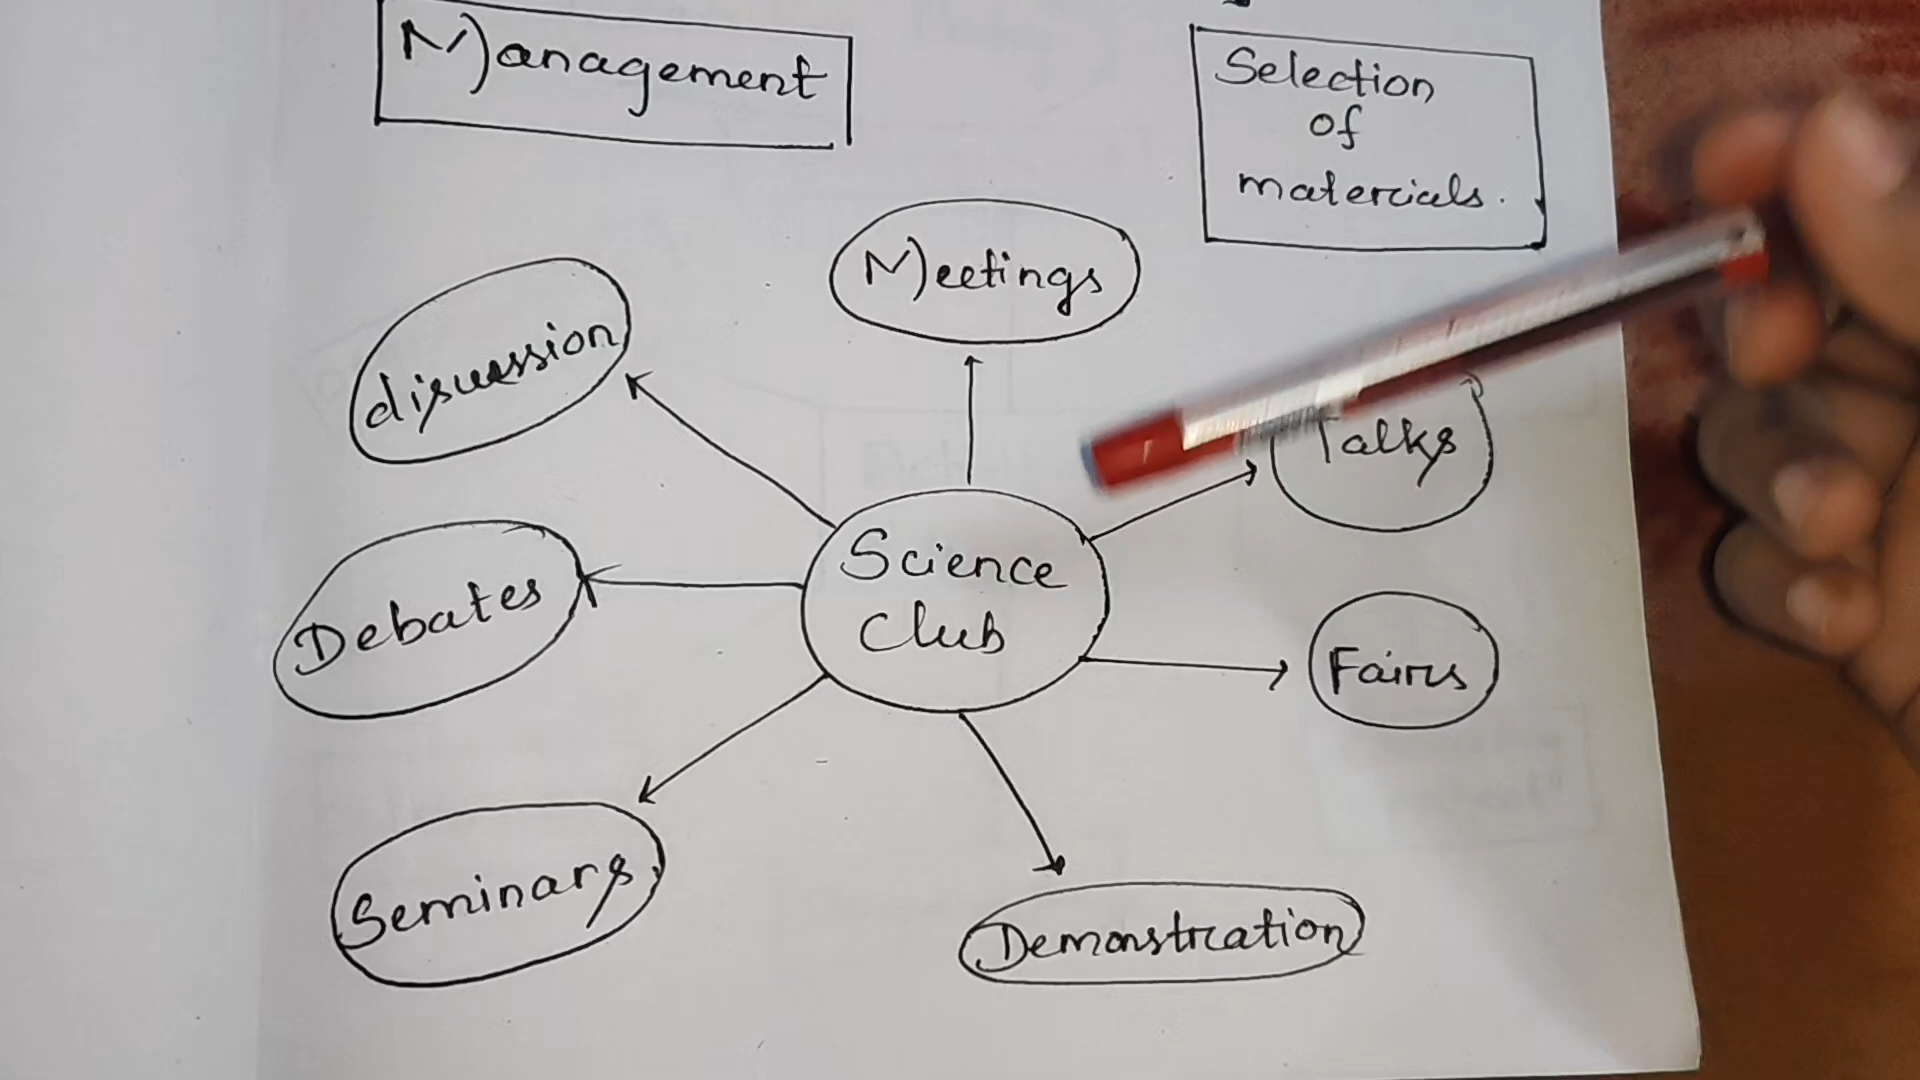 Management
Selection
of
materials.
Meetings
discussion
Talks
Science
Club
Debates
Fairs
Seminars
Demonstration